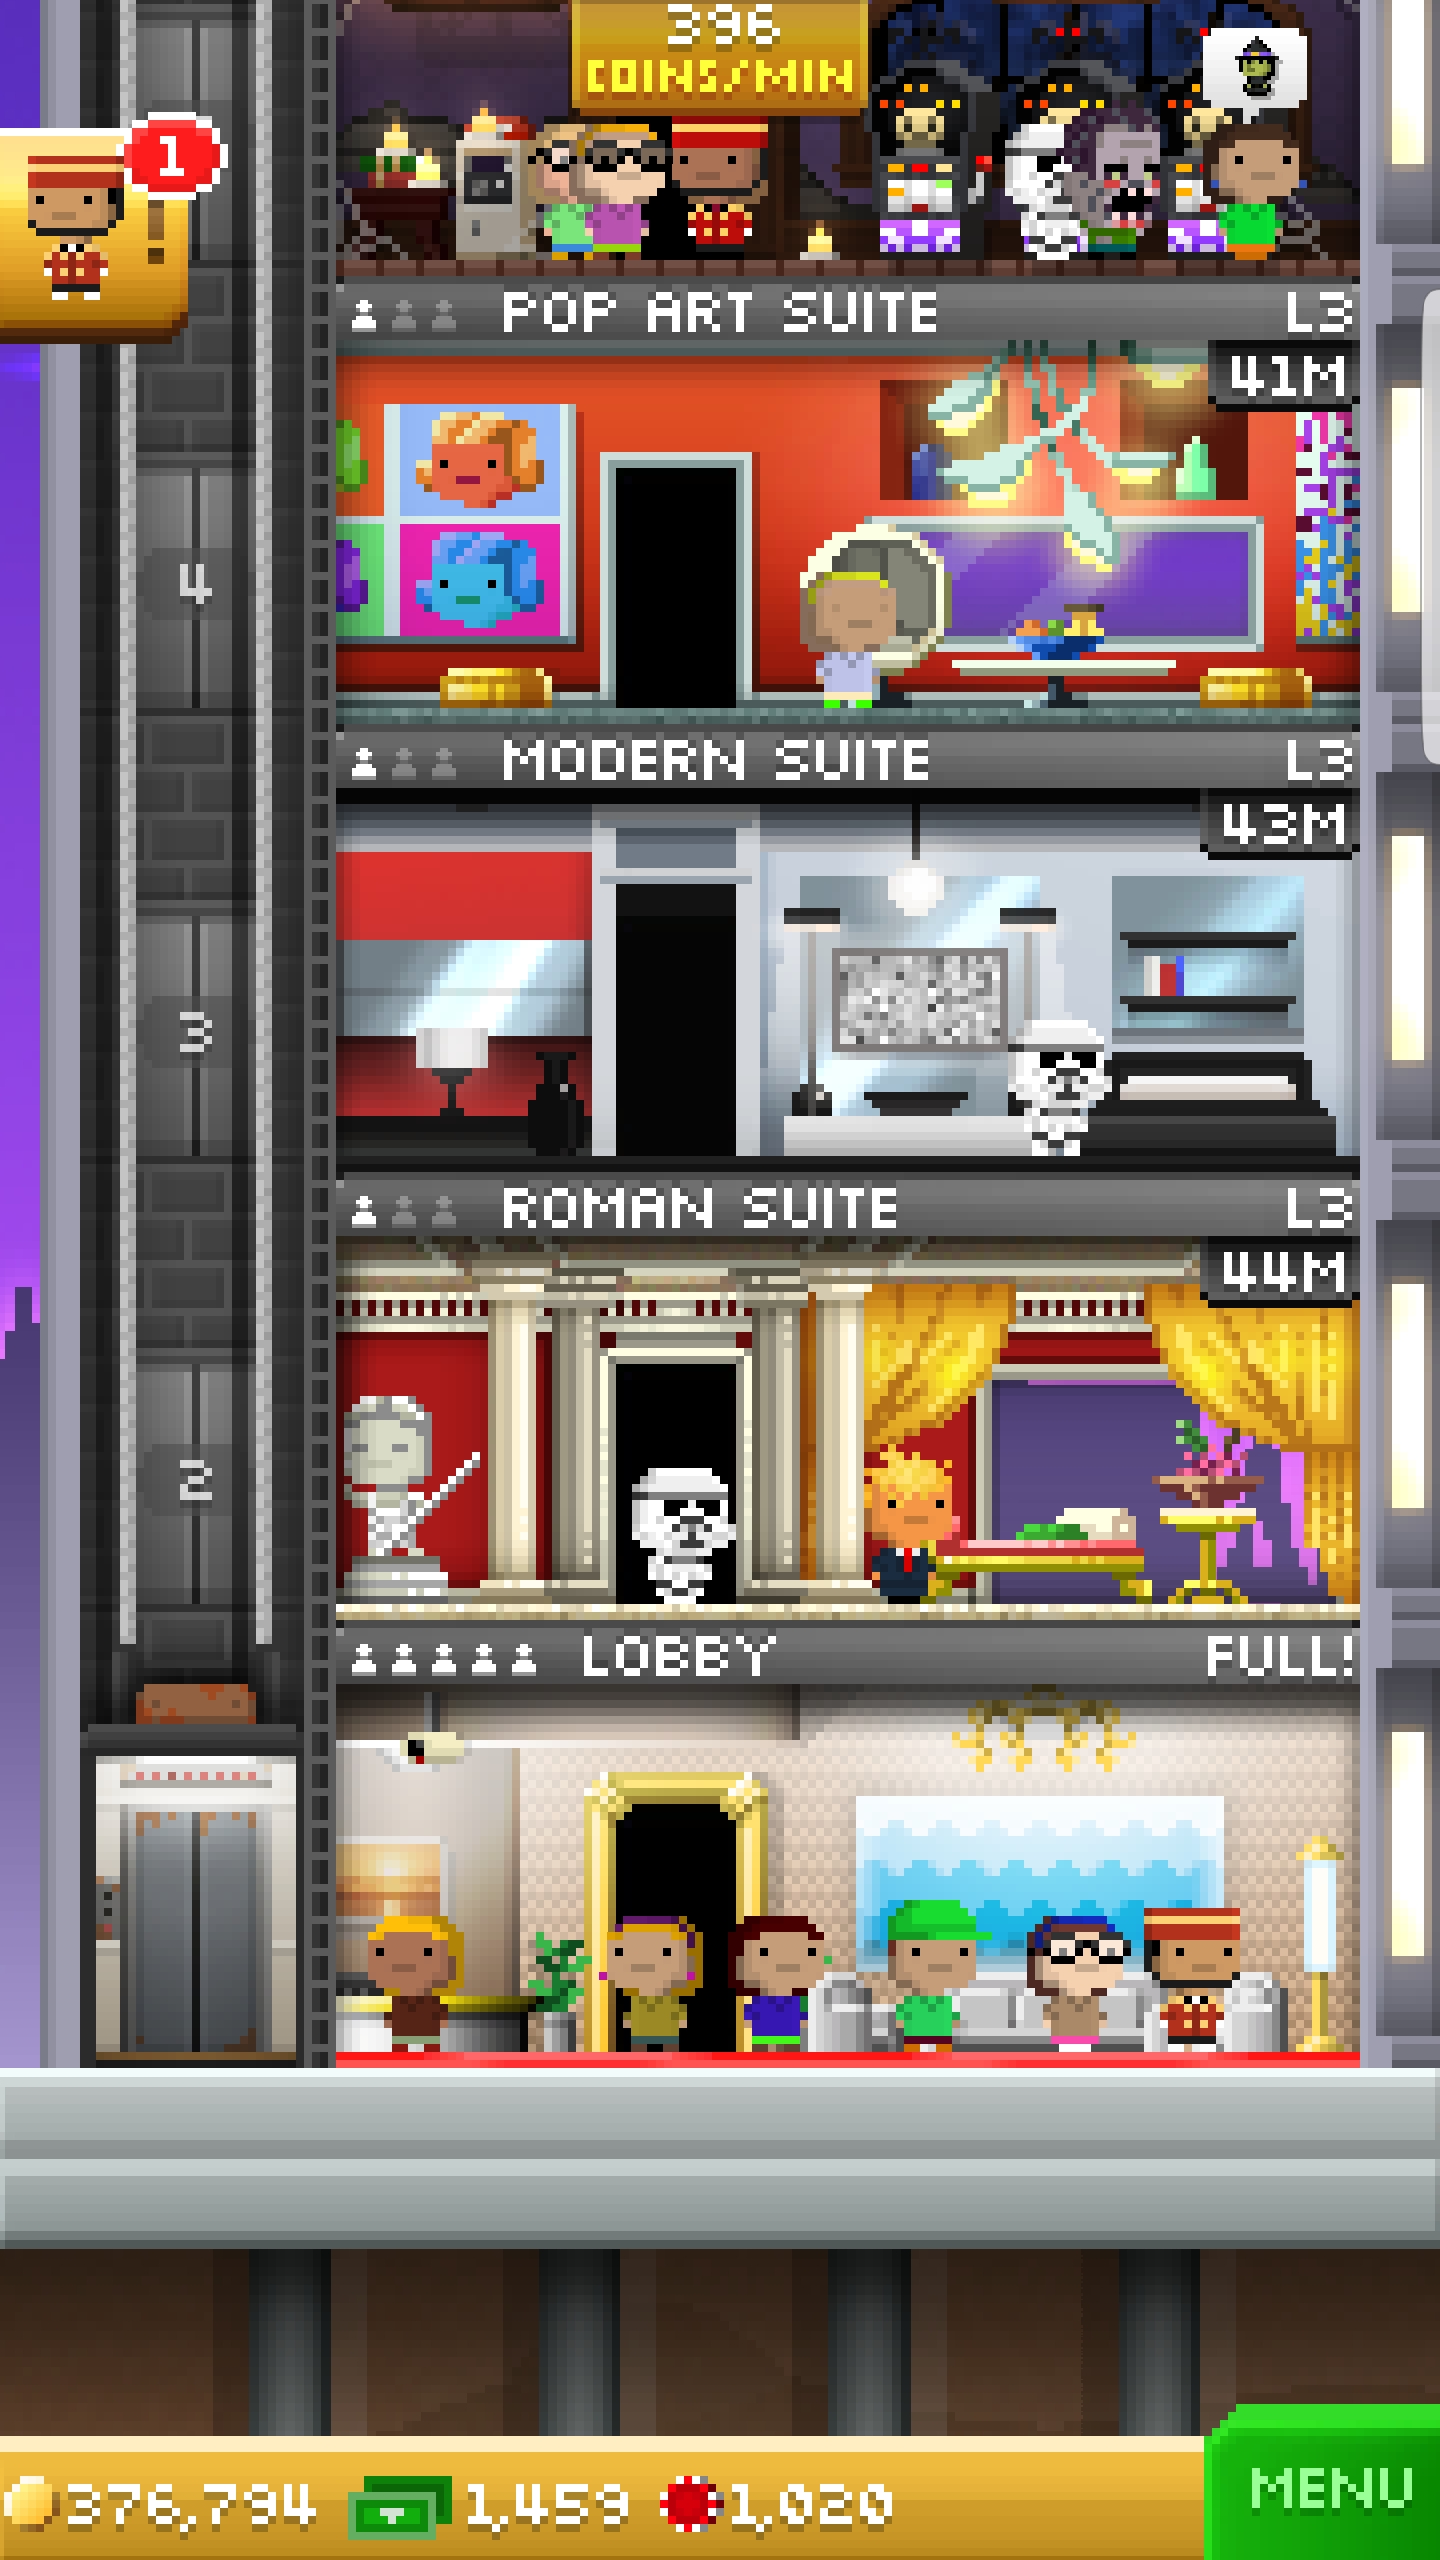 396
COINS/MIN
1
POP ART SUITE L3
41M
4
MODERN SUITE L3
43M
3
ROMAN SUITE L3
44M
2
LOBBY FULL!
376,794 1,459 1,020 MENU